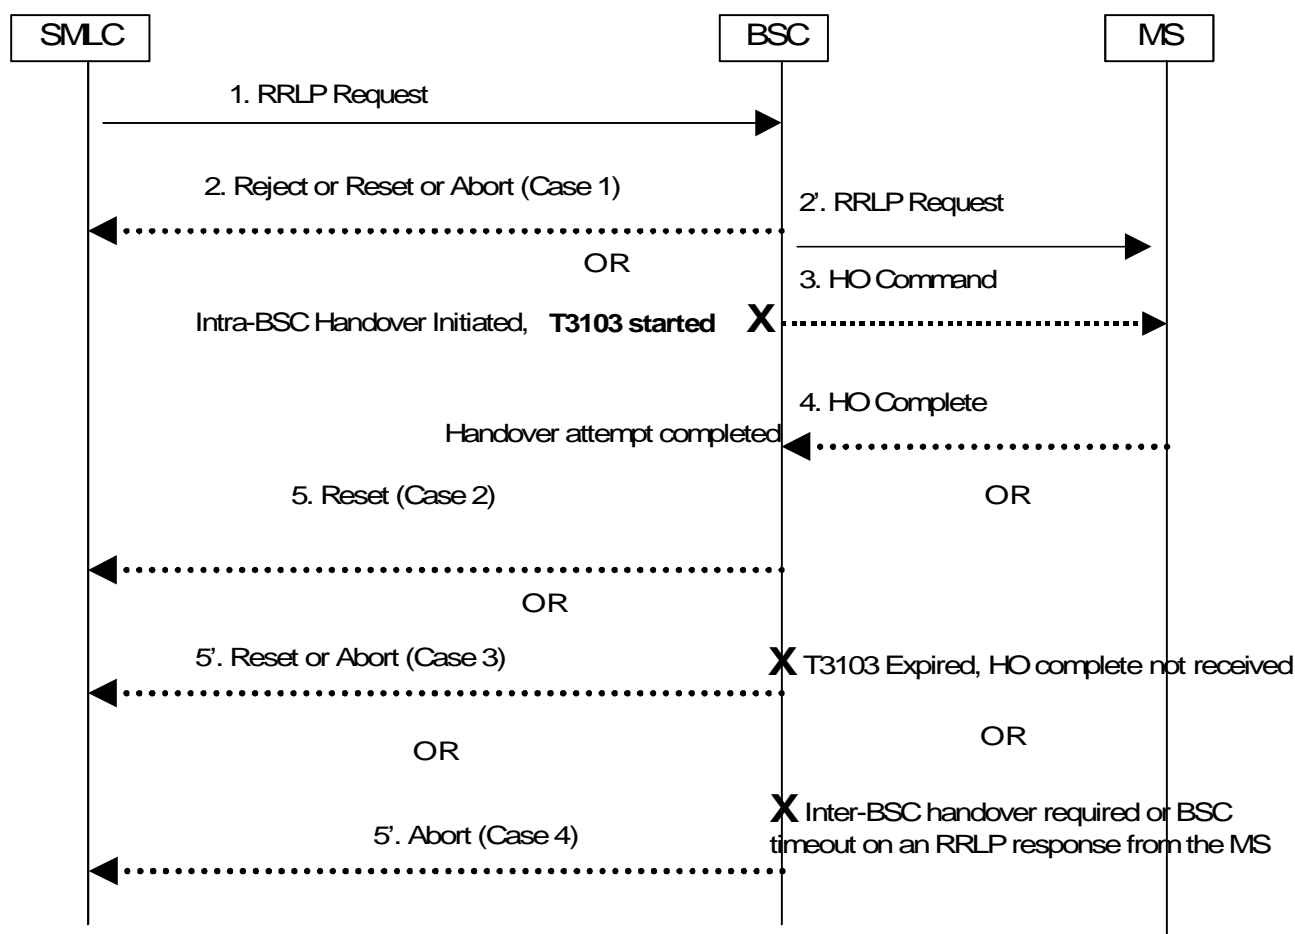 SMLC
BSC
MS
1. RRLP Request
2. Reject or Reset or Abort (Case 1)
2'. RRLP Request
OR
3. HO Command
Intra-BSC Handover Initiated, T3103 started X
4. HO Complete
Handover attempt completed
5. Reset (Case 2)
OR
OR
5'. Reset or Abort (Case 3)
X T3103 Expired, HO complete not received
OR
OR
X Inter-BSC handover required or BSC
timeout on an RRLP response from the MS
5'. Abort (Case 4)